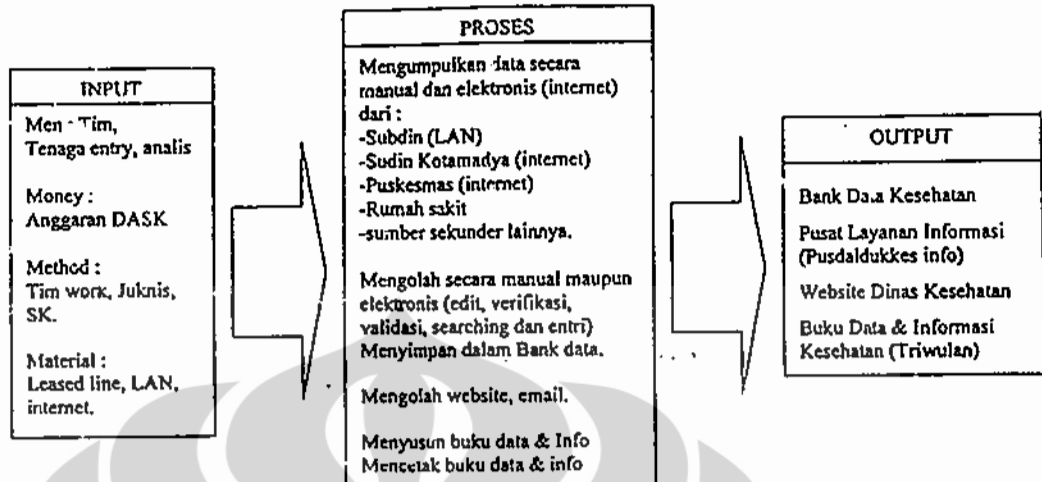 INPUT
Men - Tim,
Tenaga entry, analis
Money :
Anggaran DASK
Method :
Tim work, Juknis,
SK.
Material :
Leased line, LAN,
internet.
PROSES
Mengumpulkan data secara
manual dan elektronis (internet)
dari :
-Subdin (LAN)
-Sudin Kotamadya (internet)
-Puskesmas (internet)
-Rumah sakit
-sumber sekunder lainnya.
Mengolah secara manual maupun
elektronis (edit, verifikasi,
validasi, searching dan entri)
Menyimpan dalam Bank data.
Mengolah website, email.
Menyusun buku data & Info
Mencetak buku data & info
OUTPUT
Bank Data Kesehatan
Pusat Layanan Informasi
(Pusdaldukkes info)
Website Dinas Kesehatan
Buku Data & Informasi
Kesehatan (Triwulan)